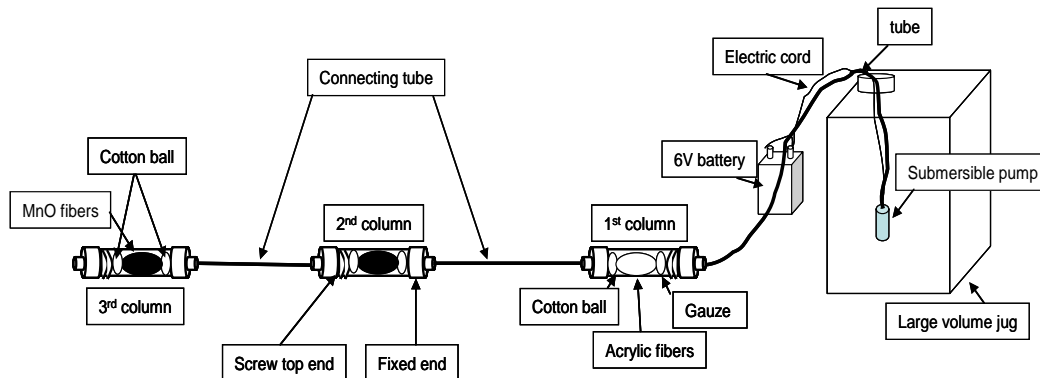 tube
Electric cord
Connecting tube
6V battery
Cotton ball
Submersible pump
MnO fibers
2nd column
1st column
3rd column
Cotton ball
Gauze
Large volume jug
Screw top end
Fixed end
Acrylic fibers